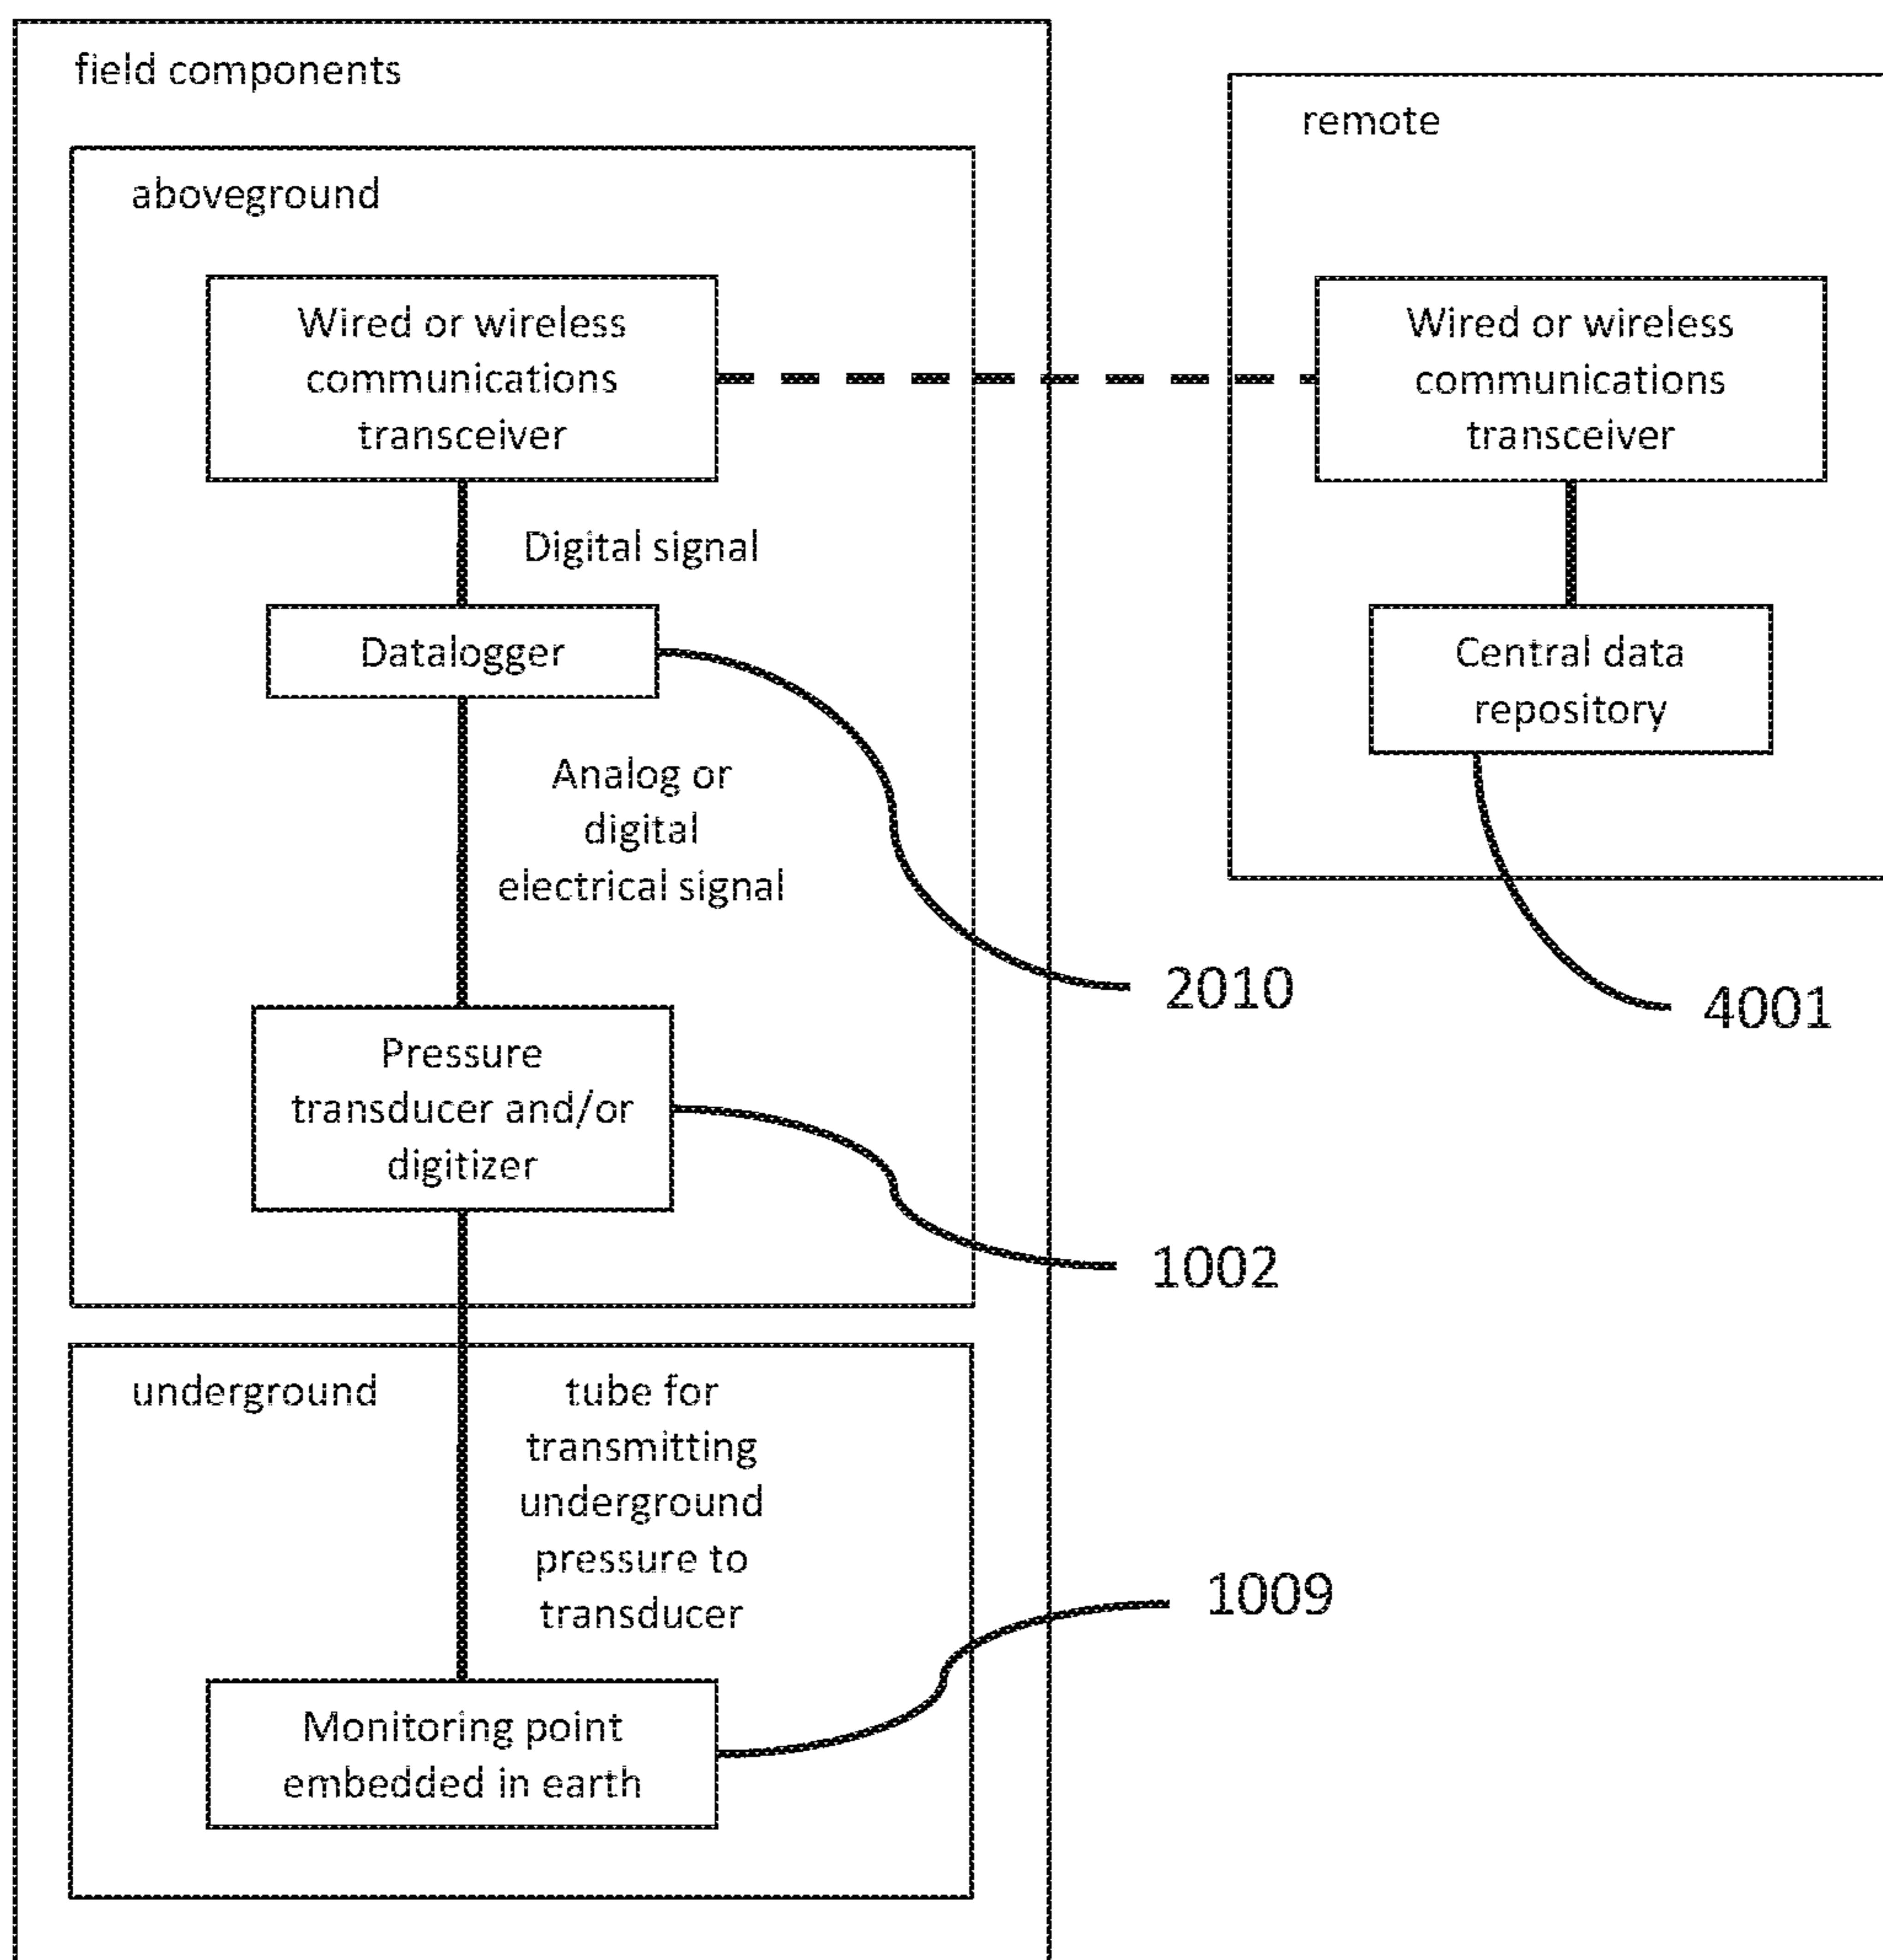 field components
aboveground
Wired or wireless
communications
transceiver
Digital signal
Datalogger
Analog or
digital
electrical signal
2010
Pressure
transducer and/or
digitizer
1002
underground
tube for
transmitting
underground
pressure to
transducer
1009
Monitoring point
embedded in earth
remote
Wired or wireless
communications
transceiver
Central data
repository
4001